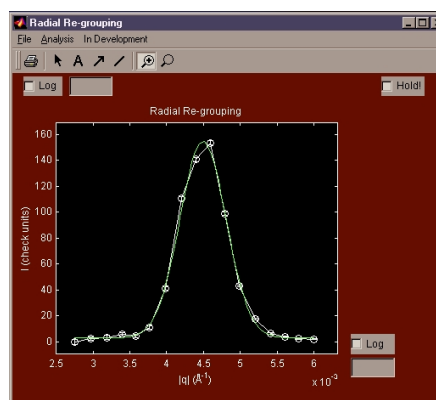 Radial Re-grouping
File Analysis In Development
A
Log
Hold!
Radial Re-grouping
160
140
120
100
80
60
40
20
0
I (check units)
2.5 3 3.5 4 4.5 5 5.5 6
|q| (Å⁻¹)
x 10⁻³
Log